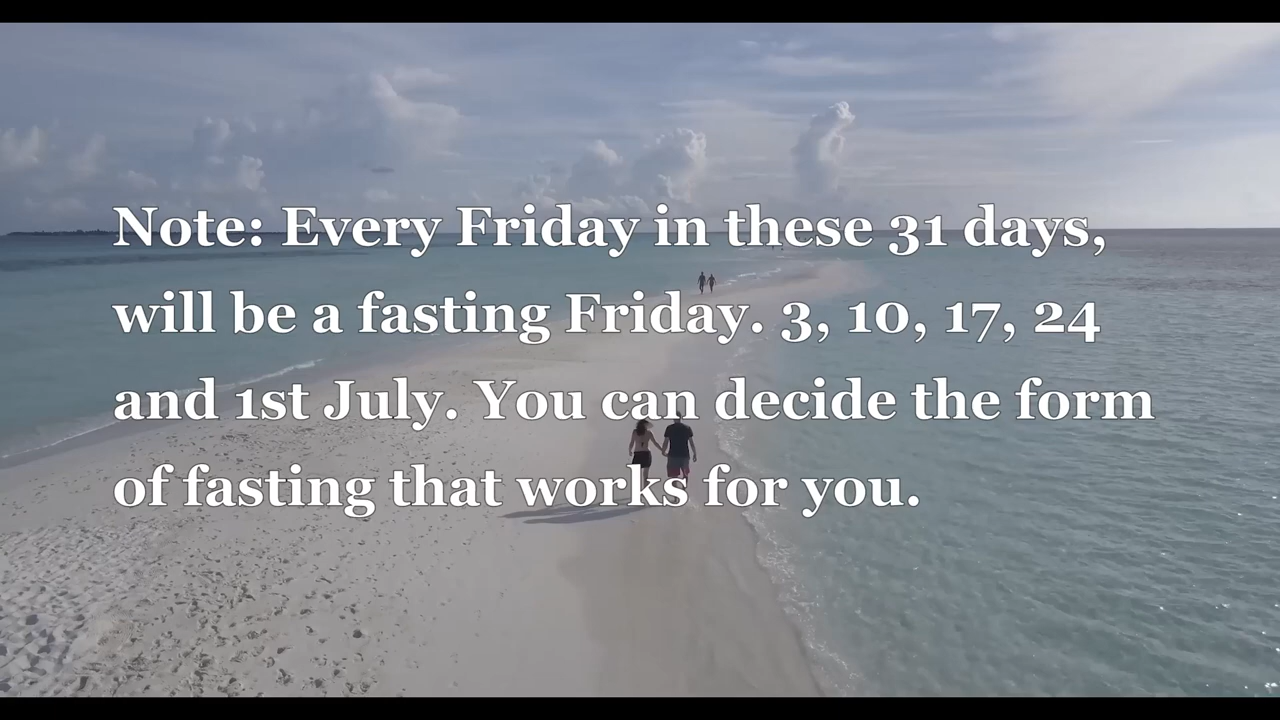 Note: Every Friday in these 31 days,
will be a fasting Friday. 3, 10, 17, 24
and 1st July. You can decide the form
of fasting that works for you.